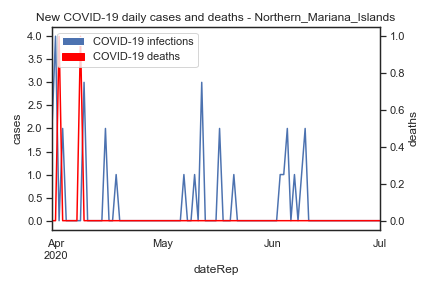 New COVID-19 daily cases and deaths - Northern_Mariana_Islands
COVID-19 infections
COVID-19 deaths
4.0
3.5
3.0
2.5
2.0
1.5
1.0
0.5
0.0
cases
1.0
0.8
0.6
0.4
0.2
0.0
deaths
Apr
2020
May
Jun
Jul
dateRep